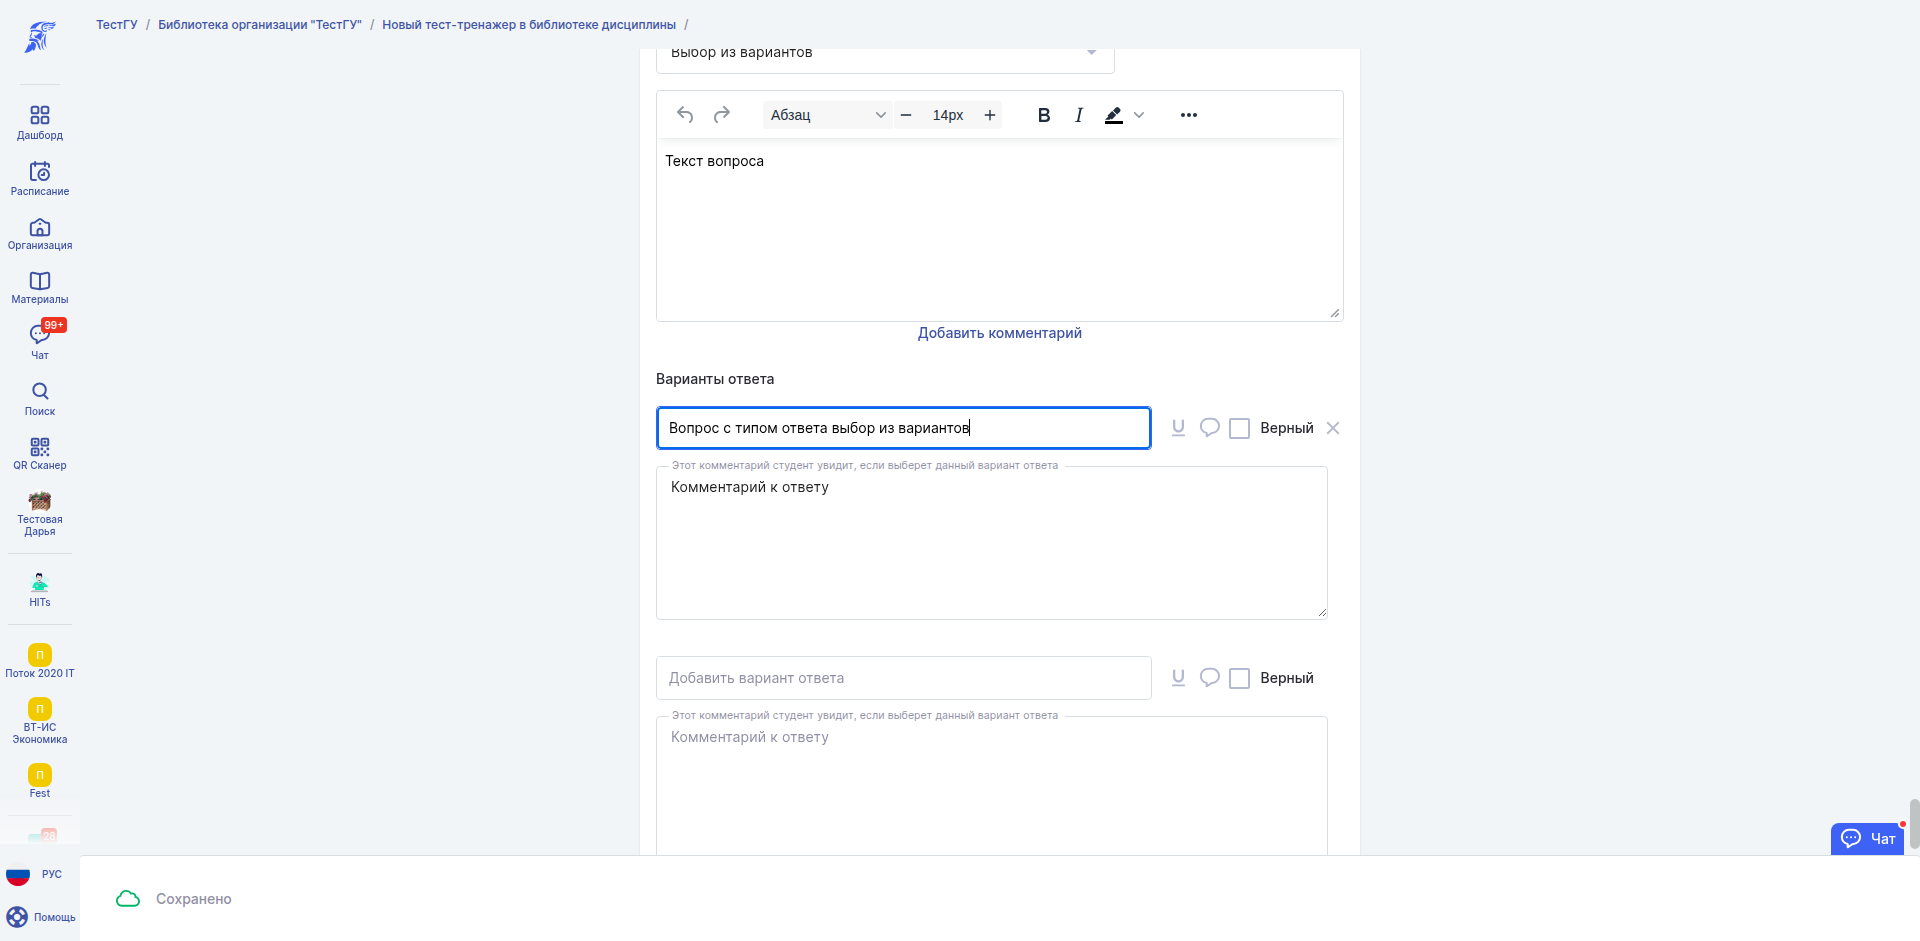 ТестГУ / Библиотека организации "ТестГУ" / Новый тест-тренажер в библиотеке дисциплины /
Дашборд
Расписание
Организация
Материалы
99+
Чат
Поиск
QR Сканер
Тестовая
Дарья
HITs
П
Поток 2020 IT
П
ВТ-ИС
Экономика
П
Fest
28
РУС
Помощь
Выбор из вариантов
Абзац
14px
B I
Текст вопроса
Добавить комментарий
Варианты ответа
Вопрос с типом ответа выбор из вариантов
Верный
Этот комментарий студент увидит, если выберет данный вариант ответа
Комментарий к ответу
Добавить вариант ответа
Верный
Этот комментарий студент увидит, если выберет данный вариант ответа
Комментарий к ответу
Чат
Сохранено